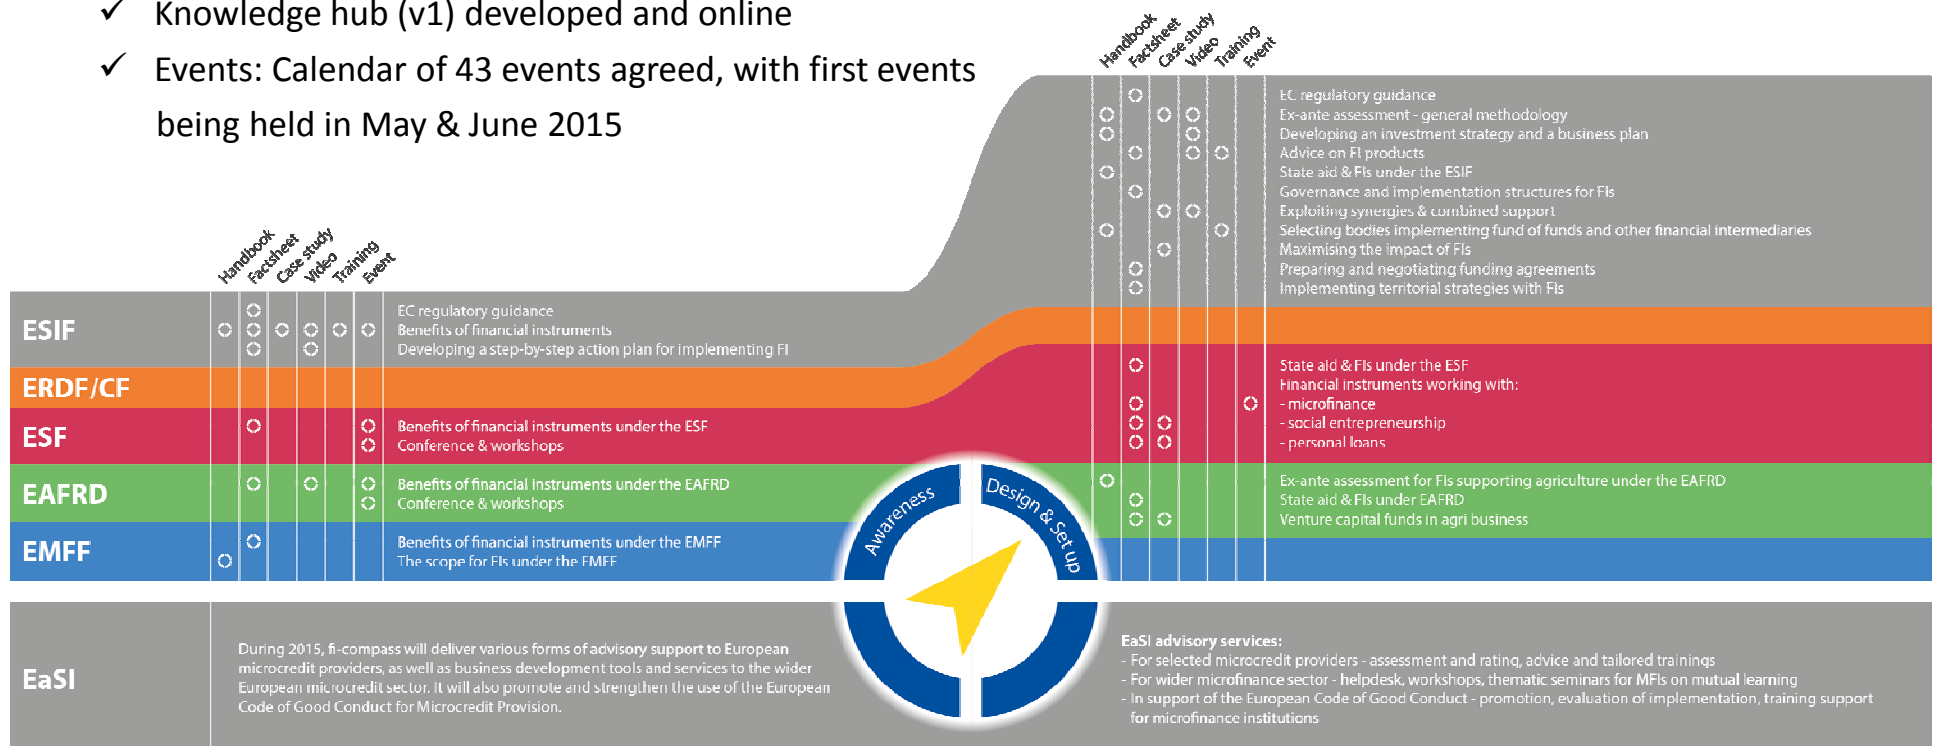 ✓ Knowledge hub (v1) developed and online
✓ Events: Calendar of 43 events agreed, with first events
being held in May & June 2015
Handbook
Factsheet
Case study
Video
Training
Event
ESIF
EC regulatory guidance
Benefits of financial instruments
Developing a step-by-step action plan for implementing FI
ERDF/CF
ESF
Benefits of financial instruments under the ESF
Conference & workshops
EAFRD
Benefits of financial instruments under the EAFRD
Conference & workshops
EMFF
Benefits of financial instruments under the EMFF
The scope for FIs under the EMFF
Handbook
Factsheet
Case study
Video
Training
Event
EC regulatory guidance
Ex-ante assessment - general methodology
Developing an investment strategy and a business plan
Advice on FI products
State aid & FIs under the ESIF
Governance and implementation structures for FIs
Exploiting synergies & combined support
Selecting bodies implementing fund of funds and other financial intermediaries
Maximising the impact of FIs
Preparing and negotiating funding agreements
Implementing territorial strategies with FIs
State aid & FIs under the ESF
Financial instruments working with:
- microfinance
- social entrepreneurship
- personal loans
Ex-ante assessment for FIs supporting agriculture under the EAFRD
State aid & FIs under EAFRD
Venture capital funds in agri business
Awareness
Design & Set up
EaSI
During 2015, fi-compass will deliver various forms of advisory support to European
microcredit providers, as well as business development tools and services to the wider
European microcredit sector. It will also promote and strengthen the use of the European
Code of Good Conduct for Microcredit Provision.
EaSI advisory services:
- For selected microcredit providers - assessment and rating, advice and tailored trainings
- For wider microfinance sector - helpdesk, workshops, thematic seminars for MFIs on mutual learning
- In support of the European Code of Good Conduct - promotion, evaluation of implementation, training support
for microfinance institutions